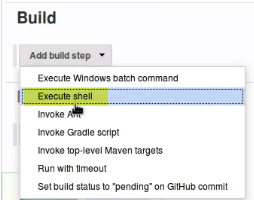 Build
Add build step
Execute Windows batch command
Execute shell
Invoke Ant
Invoke Gradle script
Invoke top-level Maven targets
Run with timeout
Set build status to "pending" on GitHub commit